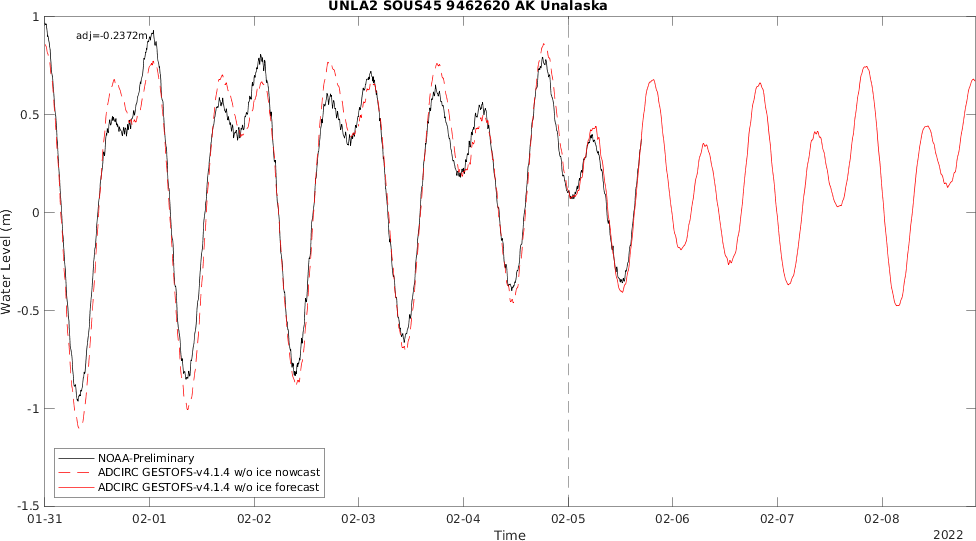 UNLA2 SOUS45 9462620 AK Unalaska
adj=-0.2372m
1
0.5
0
-0.5
-1
-1.5
Water Level (m)
NOAA-Preliminary
ADCIRC GESTOFS-v4.1.4 w/o ice nowcast
ADCIRC GESTOFS-v4.1.4 w/o ice forecast
01-31 02-01 02-02 02-03 02-04 02-05 02-06 02-07 02-08
Time
2022